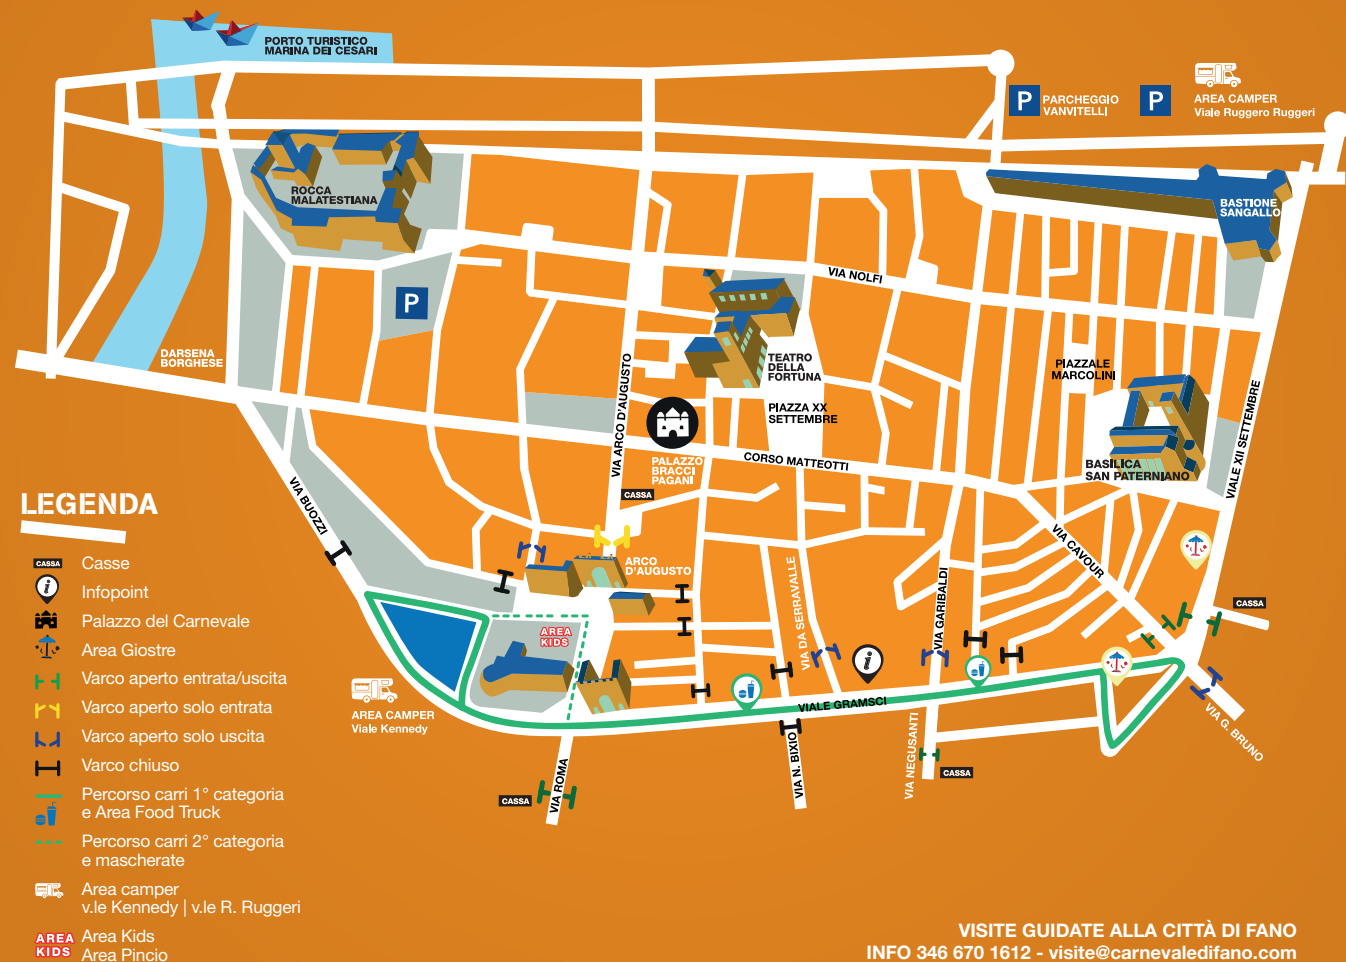 PORTO TURISTICO
MARINA DEI CESARI
P
PARCHEGGIO
VANVITELLI
P
AREA CAMPER
Viale Ruggero Ruggeri
ROCCA
MALATESTIANA
BASTIONE
SANGALLO
VIA NOLFI
P
DARSENA
BORGHESE
TEATRO
DELLA
FORTUNA
PIAZZALE
MARCOLINI
VIA ARCO D'AUGUSTO
PIAZZA XX
SETTEMBRE
VIALE XII SETTEMBRE
PALAZZO
BRACCI
PAGANI
CORSO MATTEOTTI
BASILICA
SAN PATERNIANO
CASSA
VIA BUOZZI
VIA CAVOUR
ARCO
D'AUGUSTO
VIA DA SERRAVALLE
VIA GARIBALDI
CASSA
AREA
KIDS
i
AREA CAMPER
Viale Kennedy
VIALE GRAMSCI
VIA G. BRUNO
VIA NEGUSANTI
VIA N. BIXIO
VIA ROMA
CASSA
CASSA
LEGENDA
CASSA Casse
i Infopoint
Palazzo del Carnevale
Area Giostre
Varco aperto entrata/uscita
Varco aperto solo entrata
Varco aperto solo uscita
Varco chiuso
Percorso carri 1° categoria
e Area Food Truck
Percorso carri 2° categoria
e mascherate
Area camper
v.le Kennedy | v.le R. Ruggeri
AREA KIDS Area Kids
Area Pincio
VISITE GUIDATE ALLA CITTÀ DI FANO
INFO 346 670 1612 - visite@carnevaledifano.com